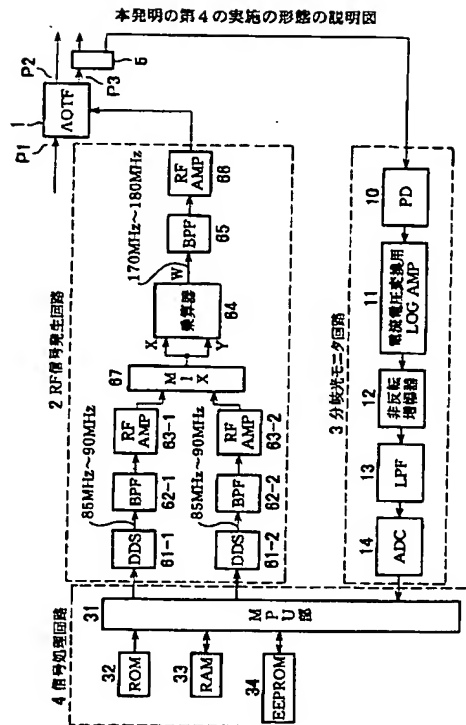 本発明の第4の実施の形態の説明図
P1
1
AOTF
P2
P3
5
2 RF信号発生回路
170MHz～180MHz
85MHz～90MHz
DDS
61-1
BPF
62-1
RF
AMP
63-1
85MHz～90MHz
DDS
61-2
BPF
62-2
RF
AMP
63-2
67
MIX
X
Y
乗算器
64
W
BPF
65
RF
AMP
3 分岐光モニタ回路
10
PD
11
電流電圧変換用
LOG AMP
12
非反転
増幅器
13
LPF
14
ADC
4 信号処理回路
31
MPU部
32
ROM
33
RAM
34
EEPROM